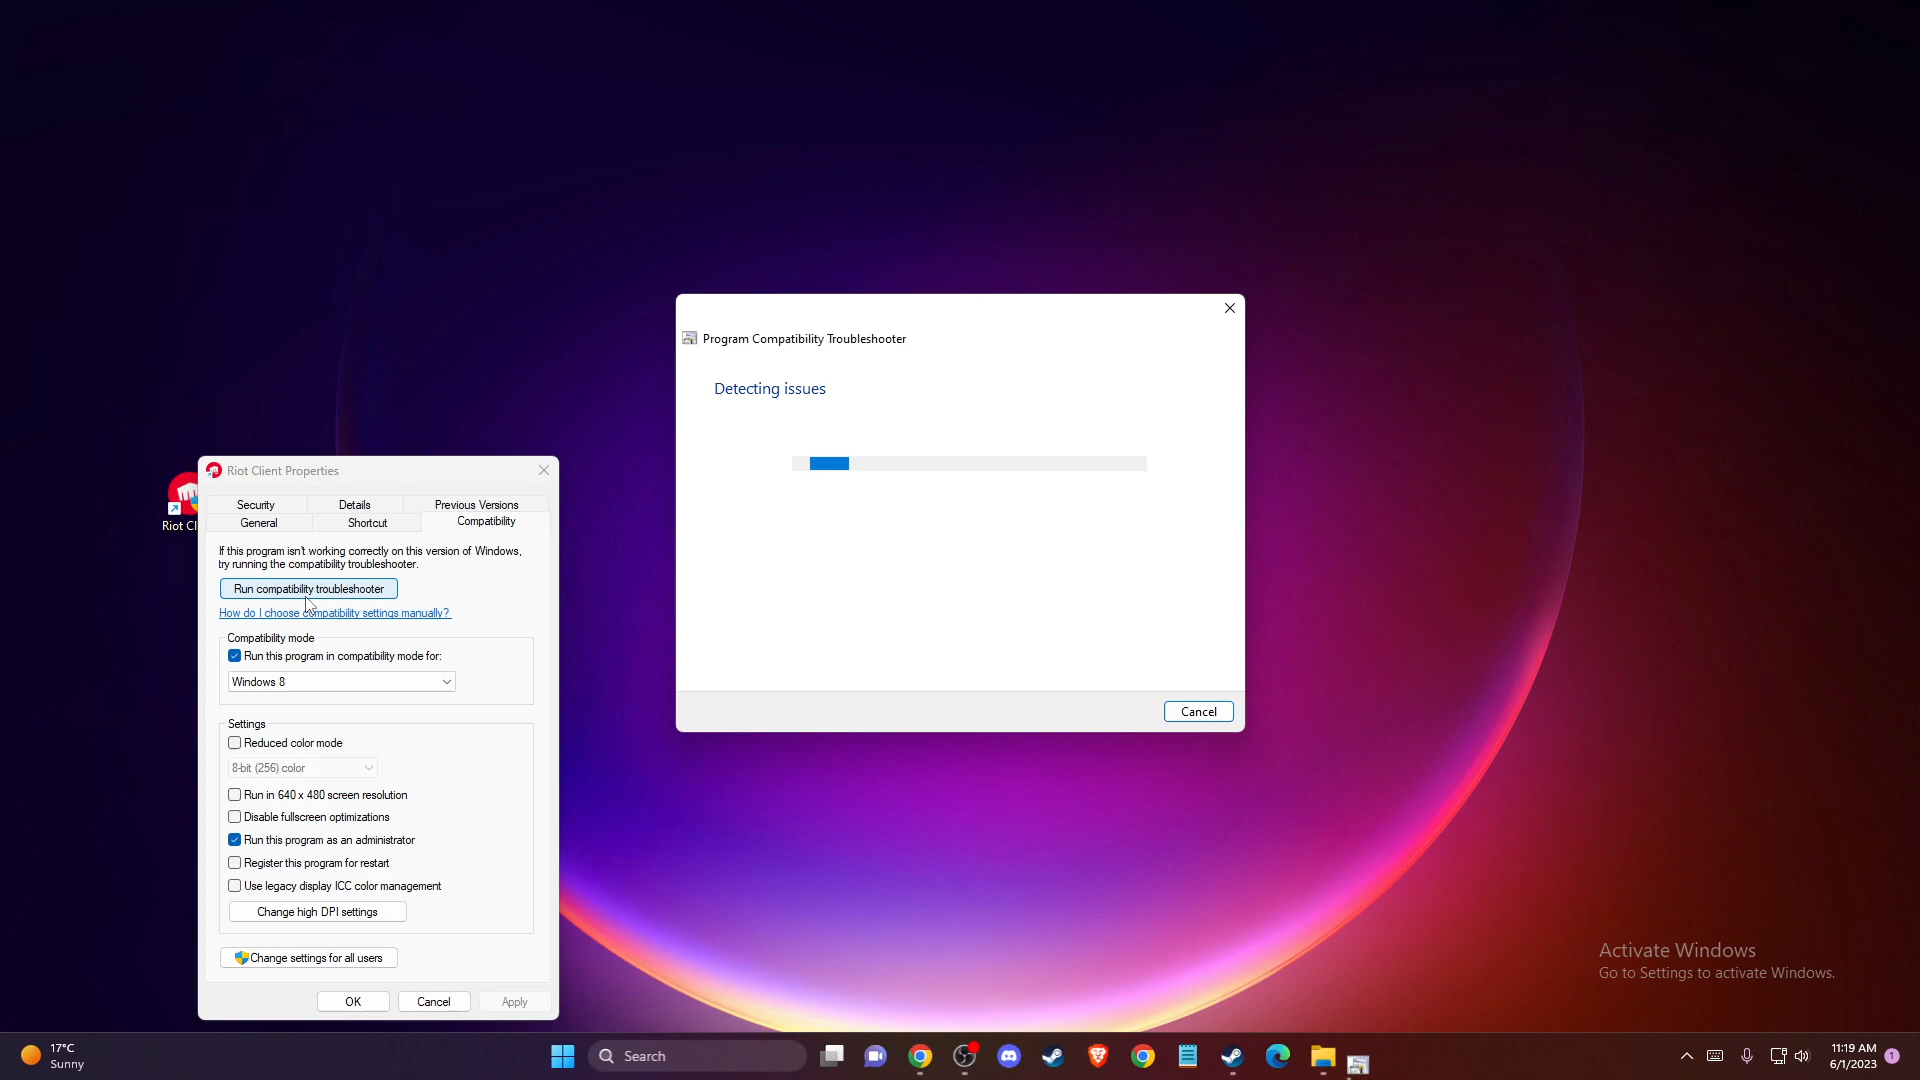 Program Compatibility Troubleshooter
Detecting issues
Cancel
Riot Cl
Riot Client Properties
Security Details Previous Versions
General Shortcut Compatibility
If this program isn't working correctly on this version of Windows,
try running the compatibility troubleshooter.
Run compatibility troubleshooter
How do I choose compatibility settings manually?
Compatibility mode
Run this program in compatibility mode for:
Windows 8
Settings
Reduced color mode
8-bit (256) color
Run in 640 x 480 screen resolution
Disable fullscreen optimizations
Run this program as an administrator
Register this program for restart
Use legacy display ICC color management
Change high DPI settings
Change settings for all users
OK Cancel Apply
Activate Windows
Go to Settings to activate Windows.
17°C
Sunny
Search
11:19 AM
6/1/2023
1